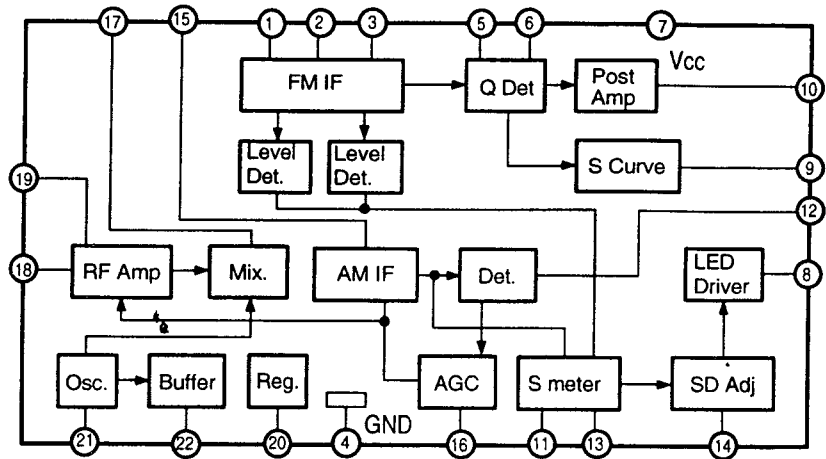 17
15
1
2
3
5
6
7
FM IF
Q Det
Post
Amp
Vcc
10
Level
Det.
Level
Det.
S Curve
9
19
12
18
RF Amp
Mix.
AM IF
Det.
LED
Driver
8
Osc.
Buffer
Reg.
AGC
S meter
SD Adj
GND
21
22
20
4
16
11
13
14